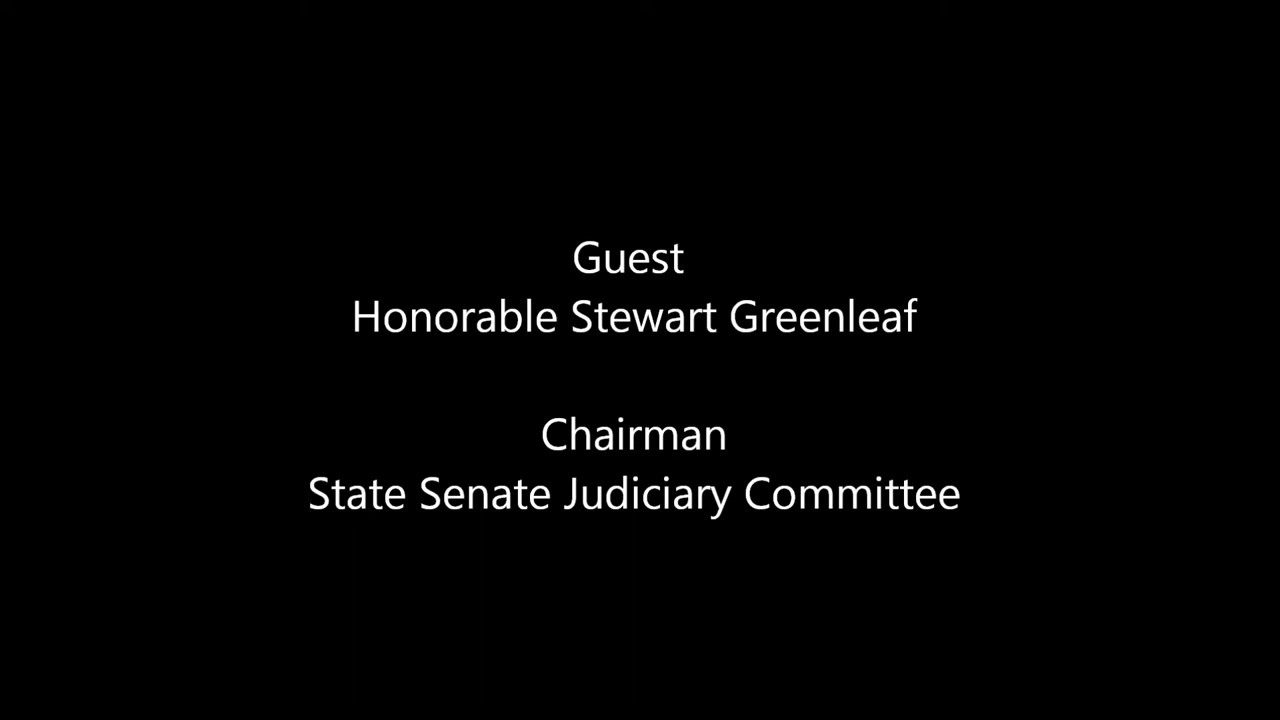 Guest
Honorable Stewart Greenleaf
Chairman
State Senate Judiciary Committee